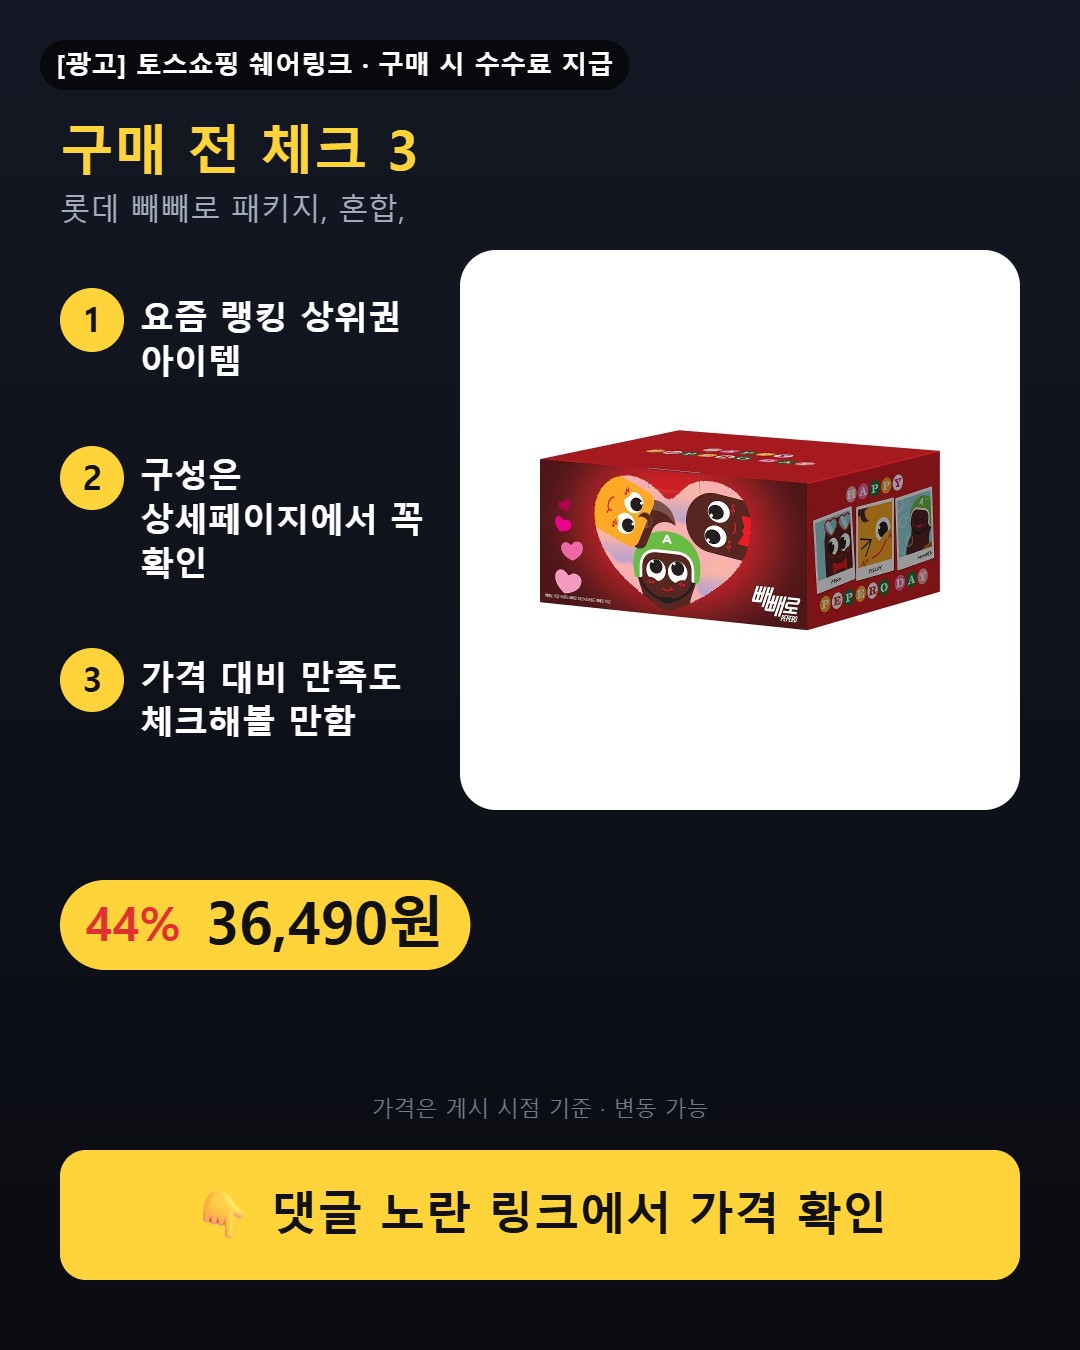 [광고] 토스쇼핑 쉐어링크 · 구매 시 수수료 지급
구매 전 체크 3
롯데 빼빼로 패키지, 혼합,
1 요즘 랭킹 상위권
아이템
2 구성은
상세페이지에서 꼭
확인
3 가격 대비 만족도
체크해볼 만함
HAPPY
PEPERO DAY
A
빼빼로
PEPERO
44% 36,490원
가격은 게시 시점 기준 · 변동 가능
👇 댓글 노란 링크에서 가격 확인